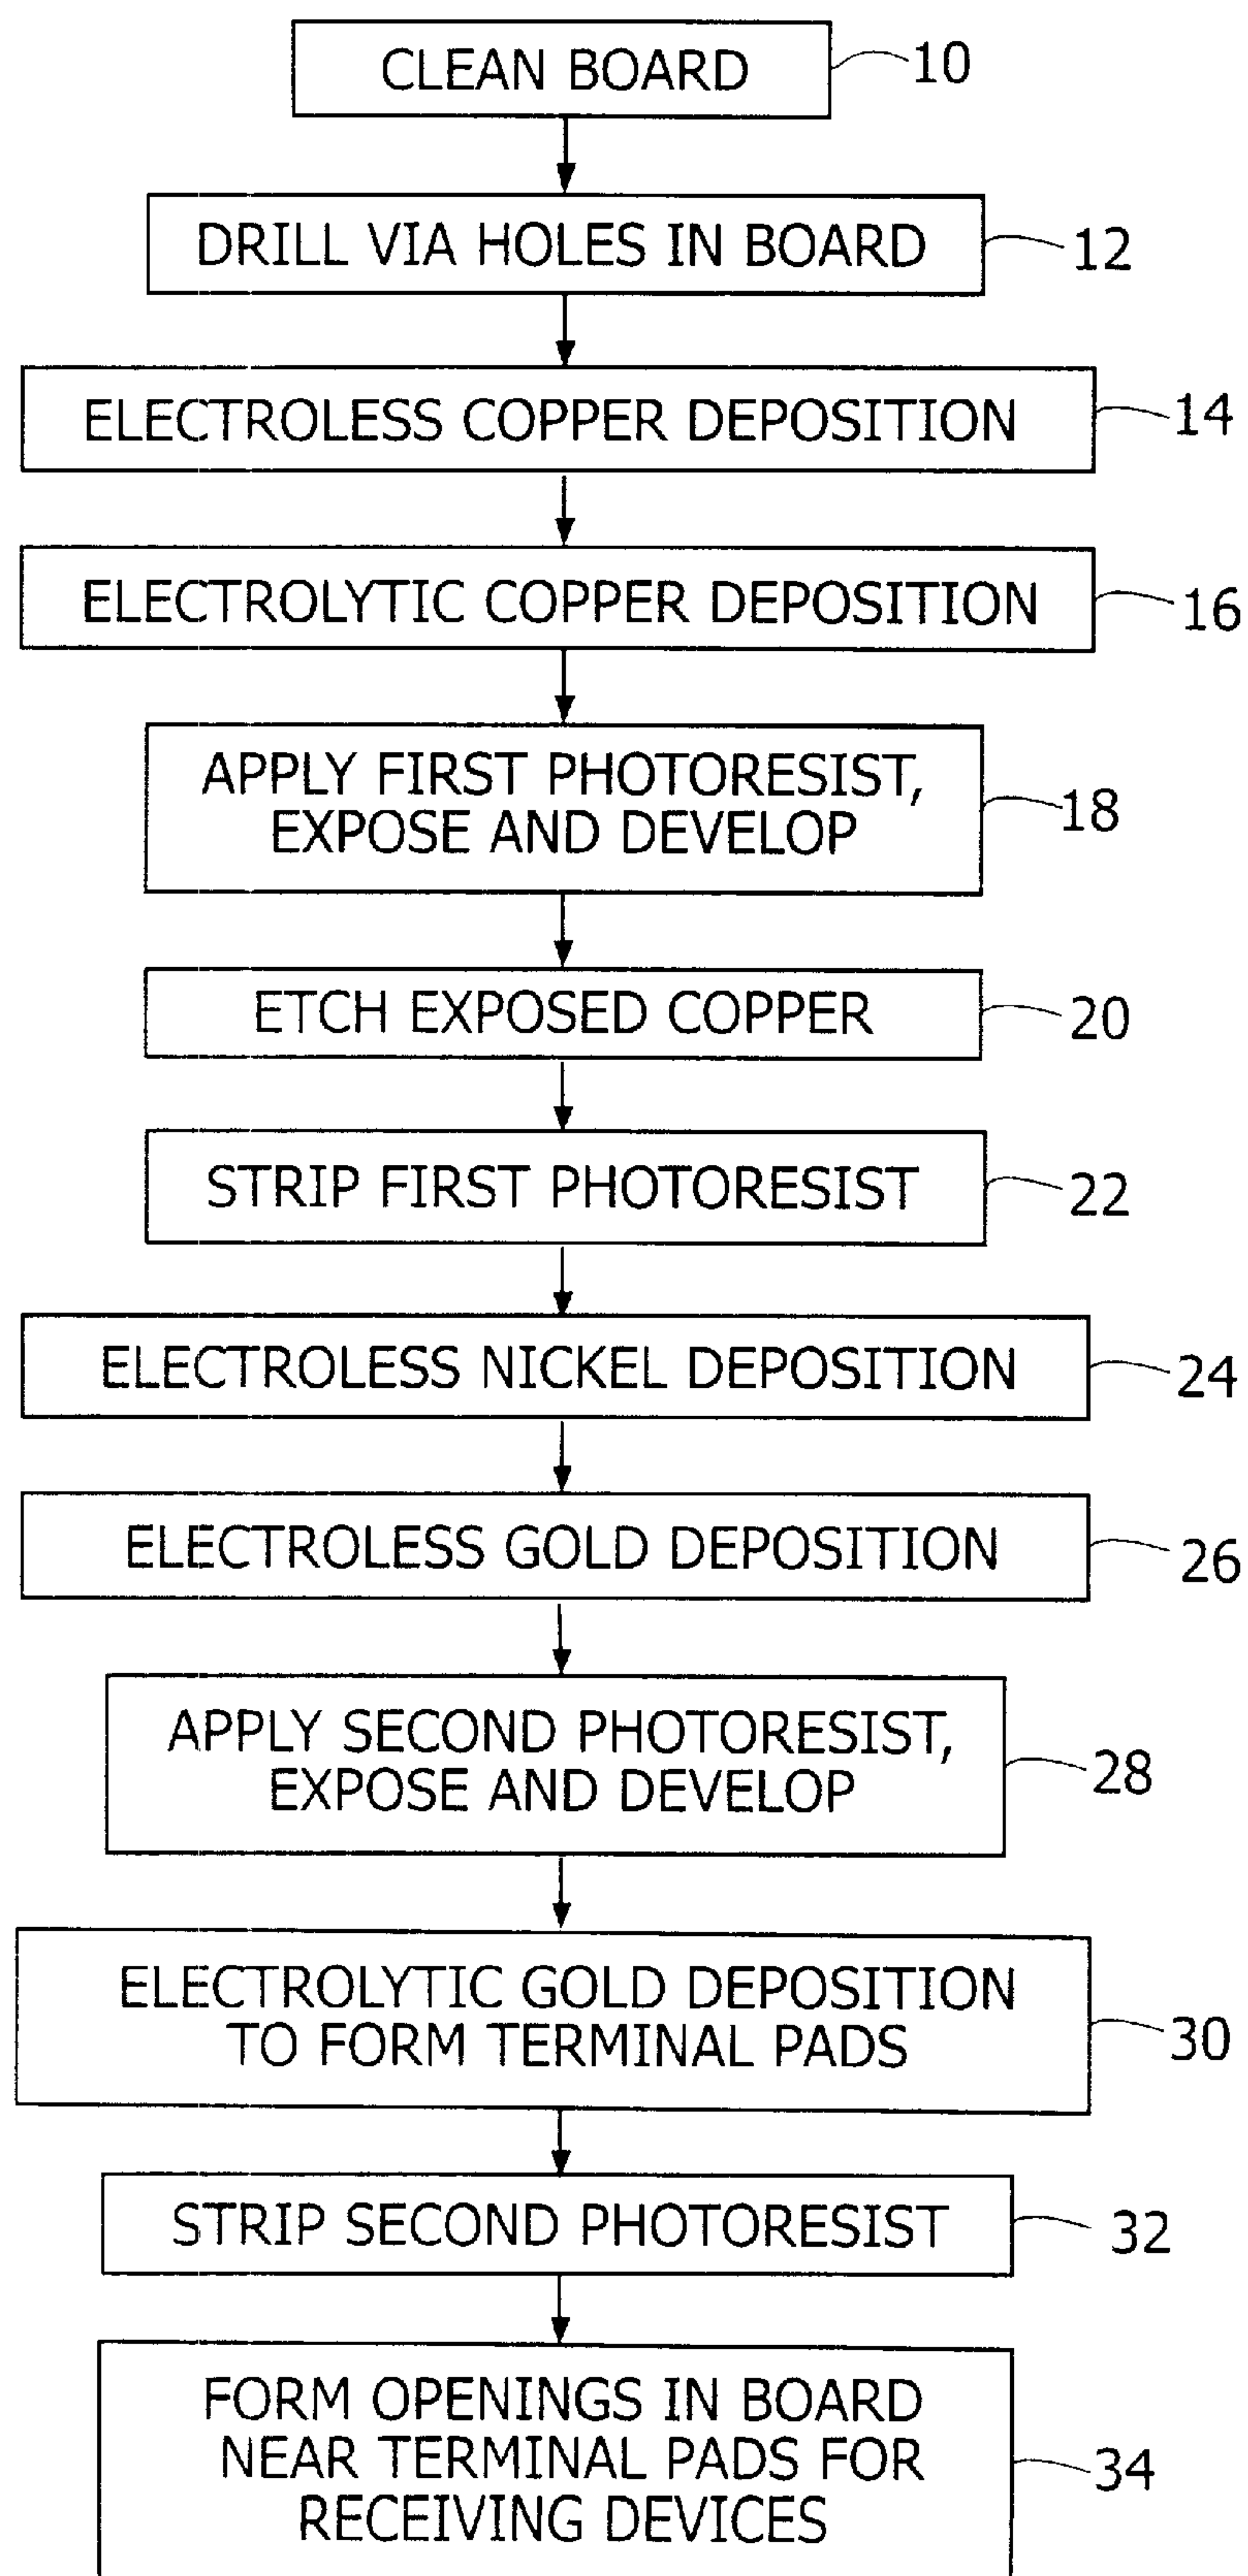 CLEAN BOARD
10
DRILL VIA HOLES IN BOARD
12
ELECTROLESS COPPER DEPOSITION
14
ELECTROLYTIC COPPER DEPOSITION
16
APPLY FIRST PHOTORESIST,
EXPOSE AND DEVELOP
18
ETCH EXPOSED COPPER
20
STRIP FIRST PHOTORESIST
22
ELECTROLESS NICKEL DEPOSITION
24
ELECTROLESS GOLD DEPOSITION
26
APPLY SECOND PHOTORESIST,
EXPOSE AND DEVELOP
28
ELECTROLYTIC GOLD DEPOSITION
TO FORM TERMINAL PADS
30
STRIP SECOND PHOTORESIST
32
FORM OPENINGS IN BOARD
NEAR TERMINAL PADS FOR
RECEIVING DEVICES
34